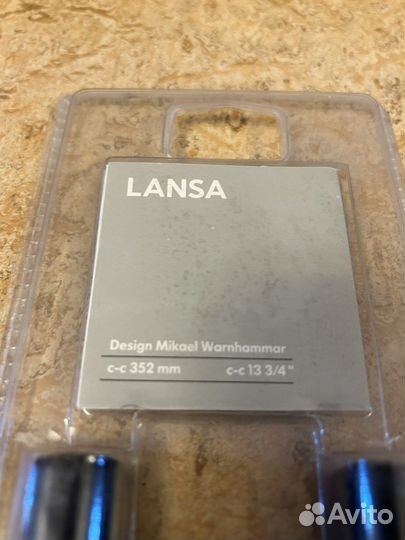 LANSA
Design Mikael Warnhammar
c-c 352 mm c-c 13 3/4"
Avito